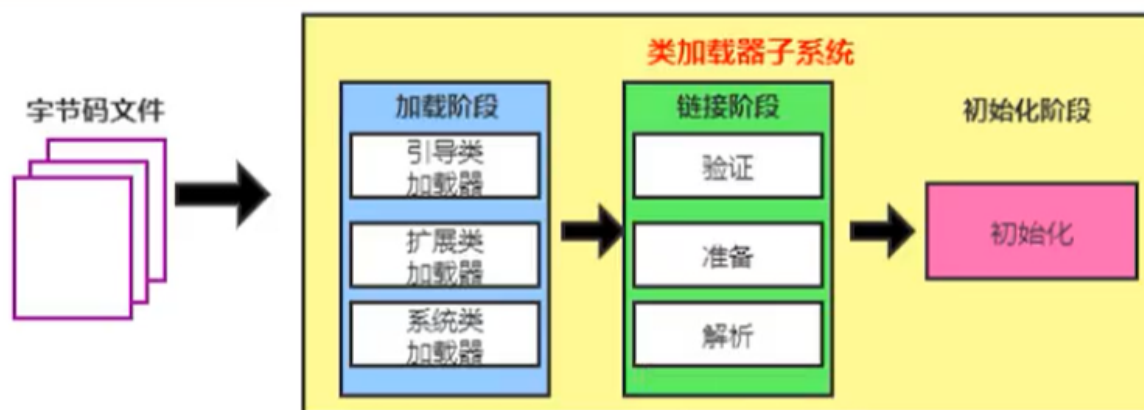 类加载器子系统
字节码文件
加载阶段
引导类
加载器
扩展类
加载器
系统类
加载器
链接阶段
验证
准备
解析
初始化阶段
初始化